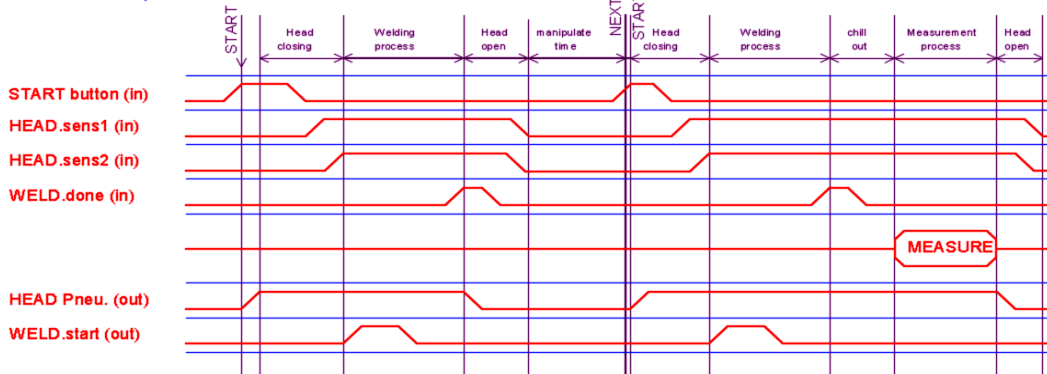 START
NEXT
START
Head
closing
Welding
process
Head
open
manipulate
time
Head
closing
Welding
process
chill
out
Measurement
process
Head
open
START button (in)
HEAD.sens1 (in)
HEAD.sens2 (in)
WELD.done (in)
MEASURE
HEAD Pneu. (out)
WELD.start (out)